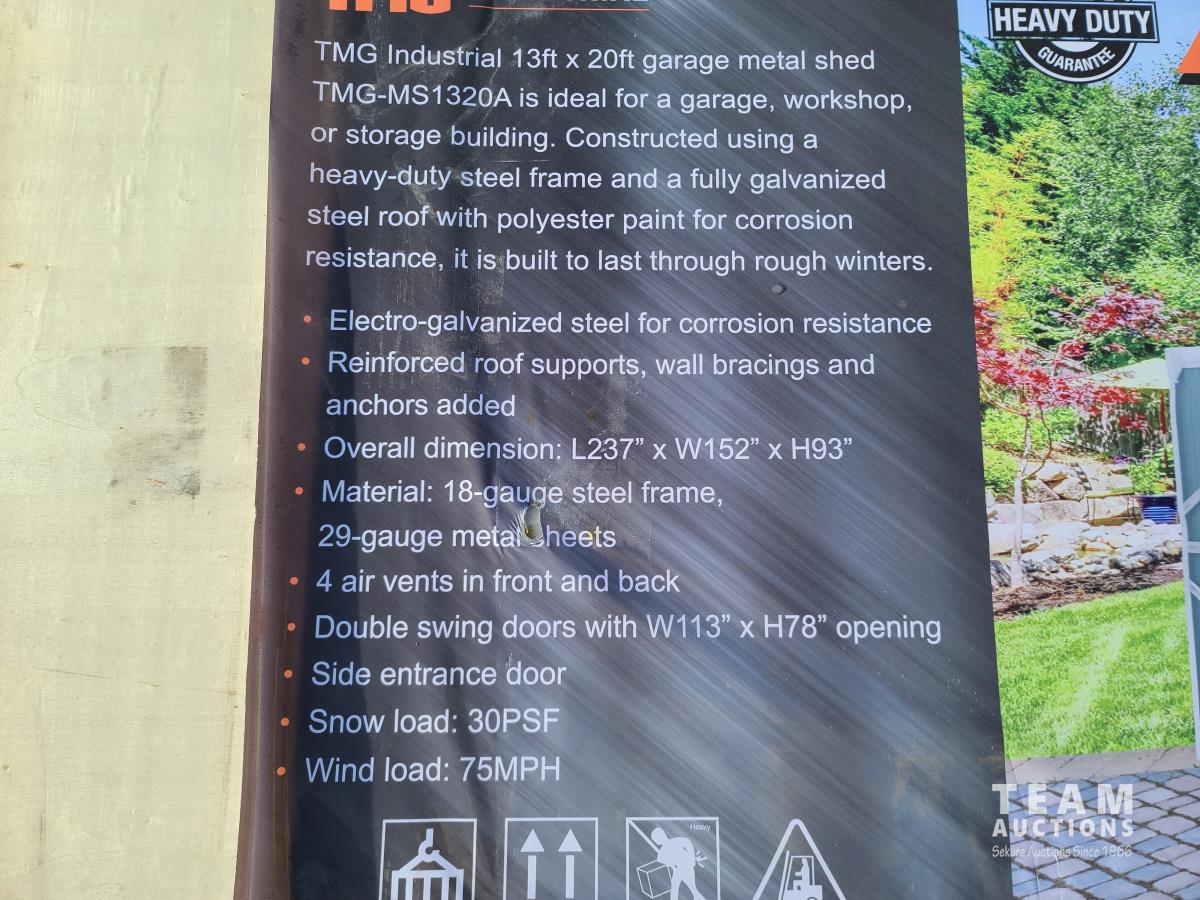 HEAVY DUTY
GUARANTEE
TMG Industrial 13ft x 20ft garage metal shed
TMG-MS1320A is ideal for a garage, workshop,
or storage building. Constructed using a
heavy-duty steel frame and a fully galvanized
steel roof with polyester paint for corrosion
resistance, it is built to last through rough winters.
• Electro-galvanized steel for corrosion resistance
• Reinforced roof supports, wall bracings and
anchors added
• Overall dimension: L237” x W152” x H93”
• Material: 18-gauge steel frame,
29-gauge metal sheets
• 4 air vents in front and back
• Double swing doors with W113” x H78” opening
• Side entrance door
• Snow load: 30PSF
• Wind load: 75MPH
Heavy
TEAM
AUCTIONS
Sekura Auctions Since 1966